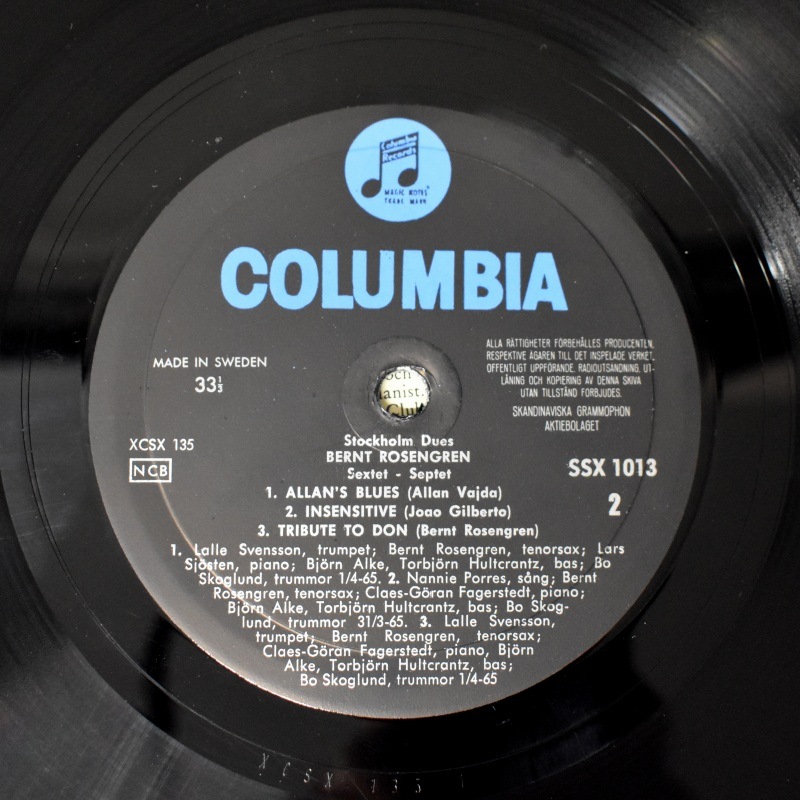 Columbia
Records
MAGIC NOTES
TRADE MARK
COLUMBIA
MADE IN SWEDEN
33⅓
ALLA RÄTTIGHETER FÖRBEHÅLLES PRODUCENTEN,
RESPEKTIVE ÄGAREN TILL DET INSPELADE VERKET.
OFFENTLIGT UPPFÖRANDE, RADIOUTSÄNDNING, UT-
LÅNING OCH KOPIERING AV DENNA SKIVA
UTAN TILLSTÅND FÖRBJUDES.
SKANDINAVISKA GRAMMOPHON
AKTIEBOLAGET
och
ianist.
Club
XCSX 135
NCB
Stockholm Dues
BERNT ROSENGREN
Sextet - Septet
SSX 1013
2
1. ALLAN'S BLUES (Allan Vajda)
2. INSENSITIVE (Joao Gilberto)
3. TRIBUTE TO DON (Bernt Rosengren)
1. Lalle Svensson, trumpet; Bernt Rosengren, tenorsax; Lars
Sjösten, piano; Björn Alke, Torbjörn Hultcrantz, bas; Bo
Skoglund, trummor 1/4-65. 2. Nannie Porres, sång; Bernt
Rosengren, tenorsax; Claes-Göran Fagerstedt, piano;
Björn Alke, Torbjörn Hultcrantz, bas; Bo Skog-
lund, trummor 31/3-65. 3. Lalle Svensson,
trumpet; Bernt Rosengren, tenorsax;
Claes-Göran Fagerstedt, piano, Björn
Alke, Torbjörn Hultcrantz, bas;
Bo Skoglund, trummor 1/4-65
XCSX 135 1